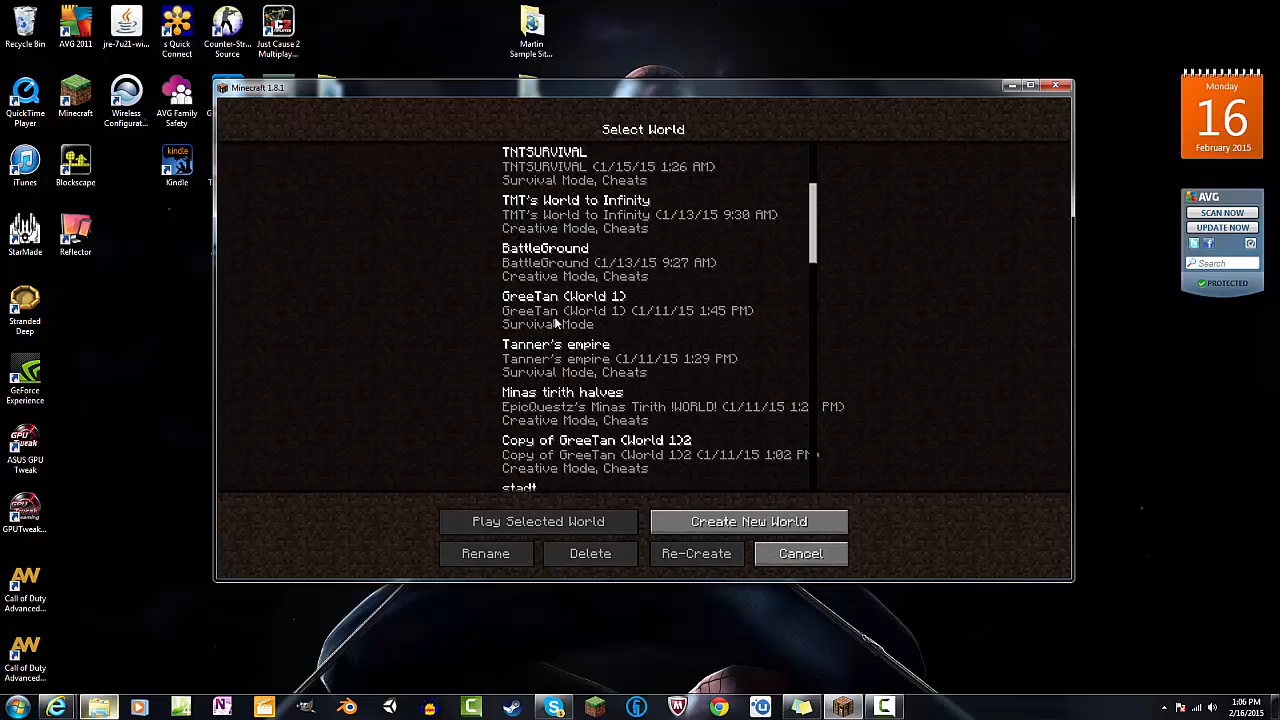 Recycle Bin
AVG 2011
jre-7u21-wi...
s Quick Connect
Counter-Str... Source
Just Cause 2 Multiplay...
Martin Sample Sit...
QuickTime Player
Minecraft
Wireless Configurat...
AVG Family Safety
iTunes
Blockscape
kindle
Kindle
StarMade
Reflector
Stranded Deep
GeForce Experience
ASUS GPU Tweak
GPUTweak...
Call of Duty Advanced...
Call of Duty Advanced...
Minecraft 1.8.1
Select World
TNTSURVIVAL
TNTSURVIVAL (1/15/15 1:26 AM)
Survival Mode, Cheats
TMT's World to Infinity
TMT's World to Infinity (1/13/15 9:30 AM)
Creative Mode, Cheats
BattleGround
BattleGround (1/13/15 9:27 AM)
Creative Mode, Cheats
GreeTan (World 1)
GreeTan (World 1) (1/11/15 1:45 PM)
Survival Mode
Tanner's empire
Tanner's empire (1/11/15 1:29 PM)
Survival Mode, Cheats
Minas tirith halves
EpicQuestz's Minas Tirith !WORLD! (1/11/15 1:2 PM)
Creative Mode, Cheats
Copy of GreeTan (World 1)2
Copy of GreeTan (World 1)2 (1/11/15 1:02 PM
Creative Mode, Cheats
stadt
Play Selected World
Create New World
Rename
Delete
Re-Create
Cancel
Monday
16
February 2015
AVG
SCAN NOW
UPDATE NOW
Search
PROTECTED
1:06 PM
2/16/2015